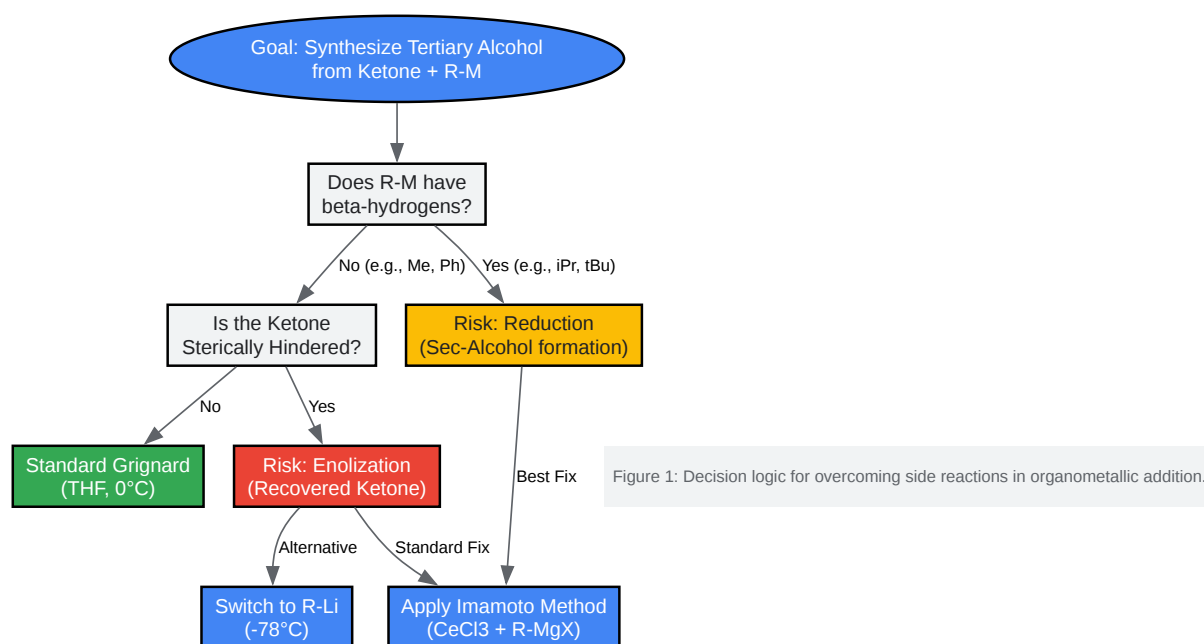 Goal: Synthesize Tertiary Alcohol
from Ketone + R-M
Does R-M have
beta-hydrogens?
No (e.g., Me, Ph)
Yes (e.g., iPr, tBu)
Is the Ketone
Sterically Hindered?
Risk: Reduction
(Sec-Alcohol formation)
No
Yes
Standard Grignard
(THF, 0°C)
Risk: Enolization
(Recovered Ketone)
Best Fix
Figure 1: Decision logic for overcoming side reactions in organometallic addition.
Alternative
Standard Fix
Switch to R-Li
(-78°C)
Apply Imamoto Method
(CeCl3 + R-MgX)